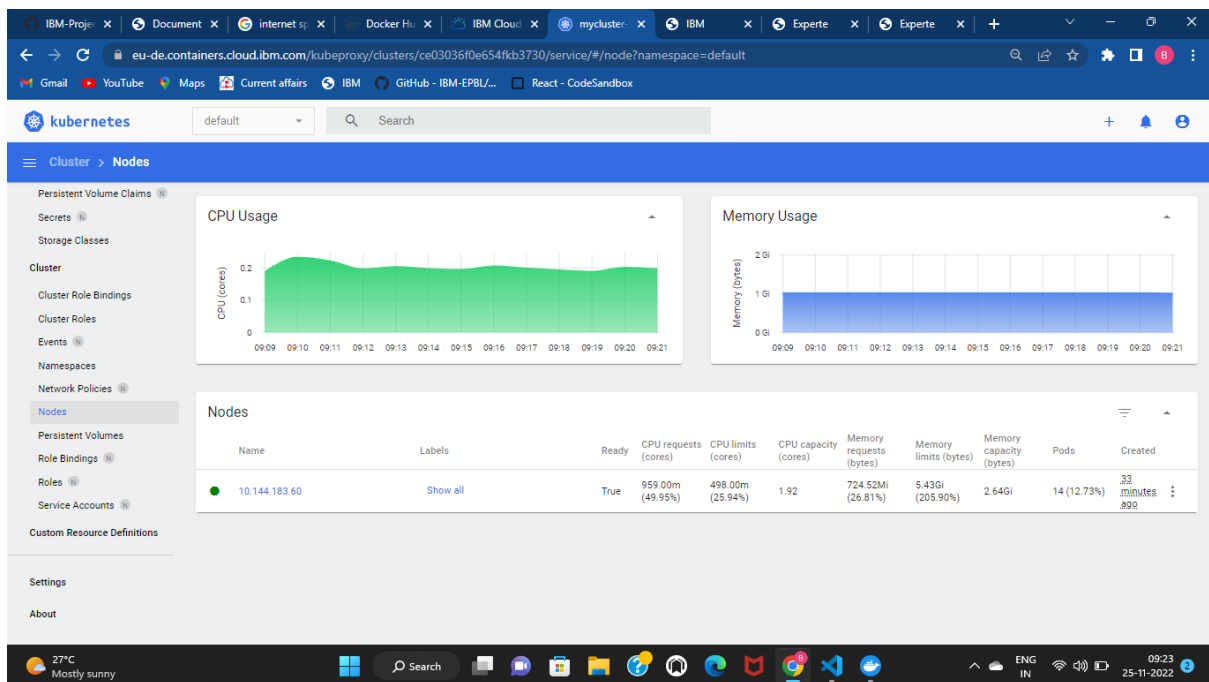 IBM-Projec
Document
internet sp
Docker Hu
IBM Cloud
mycluster-
IBM
Experte
Experte
eu-de.containers.cloud.ibm.com/kubeproxy/clusters/ce03036f0e654fkb3730/service/#/node?namespace=default
B
Gmail
YouTube
Maps
Current affairs
IBM
GitHub - IBM-EPBL/...
React - CodeSandbox
kubernetes
default
Search
Cluster > Nodes
Persistent Volume Claims N
Secrets N
Storage Classes
Cluster
Cluster Role Bindings
Cluster Roles
Events N
Namespaces
Network Policies N
Nodes
Persistent Volumes
Role Bindings N
Roles N
Service Accounts N
Custom Resource Definitions
Settings
About
CPU Usage
CPU (cores)
0.2
0.1
0
09:09 09:10 09:11 09:12 09:13 09:14 09:15 09:16 09:17 09:18 09:19 09:20 09:21
Memory Usage
Memory (bytes)
2 Gi
1 Gi
0 Gi
09:09 09:10 09:11 09:12 09:13 09:14 09:15 09:16 09:17 09:18 09:19 09:20 09:21
Nodes
Name
Labels
Ready
CPU requests (cores)
CPU limits (cores)
CPU capacity (cores)
Memory requests (bytes)
Memory limits (bytes)
Memory capacity (bytes)
Pods
Created
10.144.183.60
Show all
True
959.00m (49.95%)
498.00m (25.94%)
1.92
724.52Mi (26.81%)
5.43Gi (205.90%)
2.64Gi
14 (12.73%)
33 minutes ago
27°C
Mostly sunny
Search
ENG
IN
09:23
25-11-2022
2